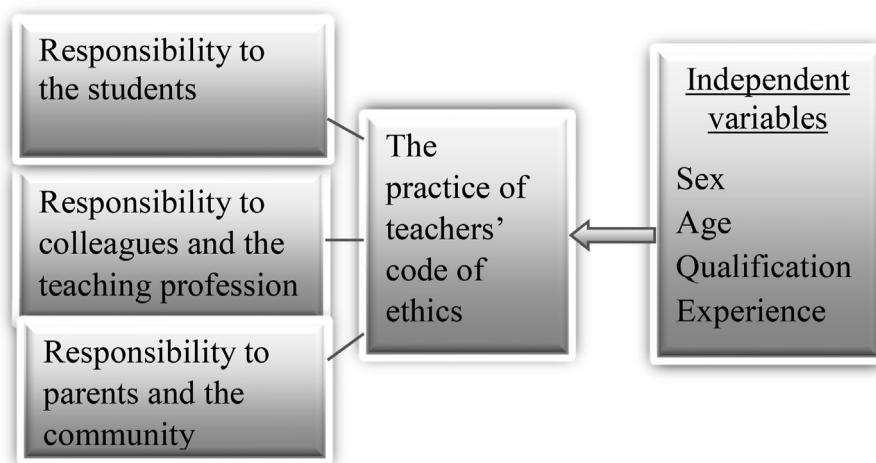 Responsibility to
the students
Responsibility to
colleagues and the
teaching profession
Responsibility to
parents and the
community
The
practice of
teachers’
code of
ethics
Independent
variables
Sex
Age
Qualification
Experience